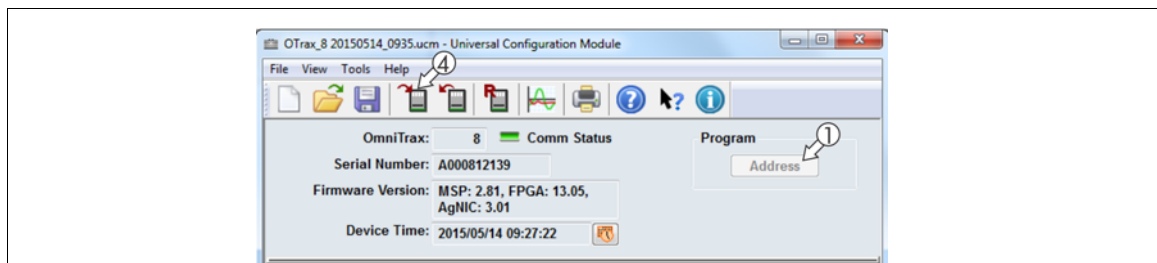 OTrax_8 20150514_0935.ucm - Universal Configuration Module
File View Tools Help
4
R ? ? i
OmniTrax: 8 Comm Status
Program
1
Address
Serial Number: A000812139
Firmware Version: MSP: 2.81, FPGA: 13.05,
AgNIC: 3.01
Device Time: 2015/05/14 09:27:22